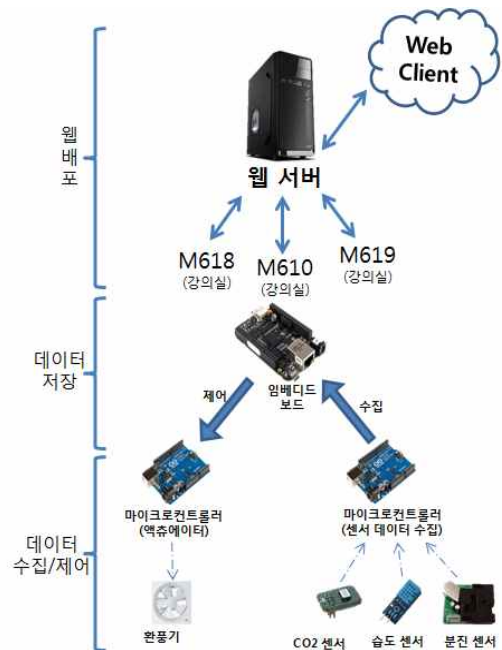 Web
Client
웹
배
포
웹 서버
M618
(강의실)
M610
(강의실)
M619
(강의실)
데이터
저장
임베디드
보드
제어
수집
데이터
수집/제어
마이크로컨트롤러
(액츄에이터)
마이크로컨트롤러
(센서 데이터 수집)
환풍기
CO2 센서
습도 센서
분진 센서